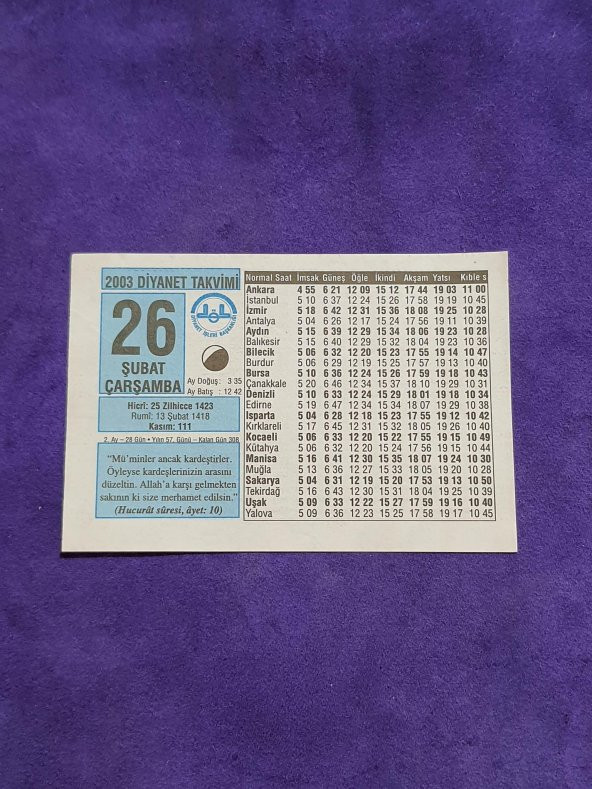 2003 DİYANET TAKVİMİ
26
ŞUBAT
ÇARŞAMBA
DİYANET İŞLERİ BAŞKANLIĞI
Ay Doğuş : 3 35
Ay Batış : 12 42
Hicrî: 25 Zilhicce 1423
Rumî: 13 Şubat 1418
Kasım: 111
2. Ay – 28 Gün • Yılın 57. Günü – Kalan Gün 308
“Mü’minler ancak kardeştirler.
Öyleyse kardeşlerinizin arasını
düzeltin. Allah’a karşı gelmekten
sakının ki size merhamet edilsin.”
(Hucurât sûresi, âyet: 10)
Normal Saat İmsak Güneş Öğle İkindi Akşam Yatsı Kıble s
Ankara 4 55 6 21 12 09 15 12 17 44 19 03 11 00
İstanbul 5 10 6 37 12 24 15 26 17 58 19 19 10 45
İzmir 5 18 6 42 12 31 15 36 18 08 19 25 10 28
Antalya 5 04 6 26 12 17 15 24 17 56 19 11 10 39
Aydın 5 15 6 39 12 29 15 34 18 06 19 23 10 28
Balıkesir 5 15 6 40 12 29 15 32 18 04 19 23 10 36
Bilecik 5 06 6 32 12 20 15 23 17 55 19 14 10 47
Burdur 5 06 6 29 12 19 15 25 17 57 19 13 10 40
Bursa 5 10 6 36 12 24 15 26 17 59 19 18 10 43
Çanakkale 5 20 6 46 12 34 15 37 18 10 19 29 10 31
Denizli 5 10 6 33 12 24 15 29 18 01 19 18 10 34
Edirne 5 19 6 47 12 34 15 34 18 07 19 29 10 38
Isparta 5 04 6 28 12 18 15 23 17 55 19 12 10 42
Kırklareli 5 16 6 44 12 31 15 31 18 04 19 26 10 40
Kocaeli 5 06 6 33 12 20 15 22 17 55 19 15 10 49
Kütahya 5 06 6 32 12 20 15 24 17 56 19 14 10 44
Manisa 5 16 6 41 12 30 15 35 18 07 19 24 10 30
Muğla 5 13 6 36 12 27 15 33 18 05 19 20 10 28
Sakarya 5 04 6 31 12 19 15 20 17 53 19 13 10 50
Tekirdağ 5 16 6 43 12 30 15 31 18 04 19 25 10 39
Uşak 5 09 6 33 12 22 15 27 17 59 19 16 10 40
Yalova 5 09 6 36 12 23 15 25 17 58 19 17 10 45